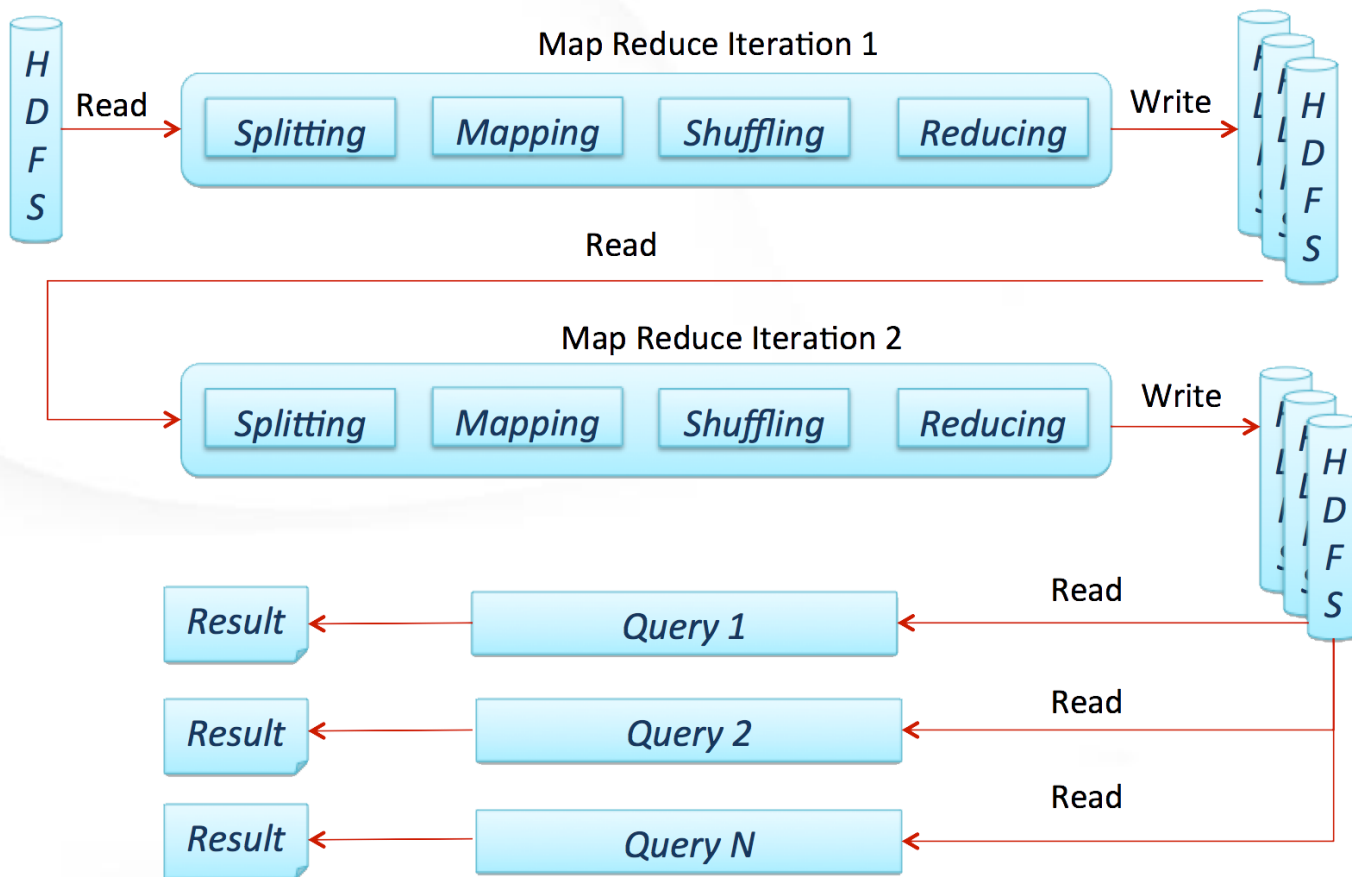 Map Reduce Iteration 1
H
D
F
S
Read
Splitting
Mapping
Shuffling
Reducing
Write
H
D
F
S
Read
Map Reduce Iteration 2
Splitting
Mapping
Shuffling
Reducing
Write
H
D
F
S
Read
Result
Query 1
Read
Result
Query 2
Read
Result
Query N